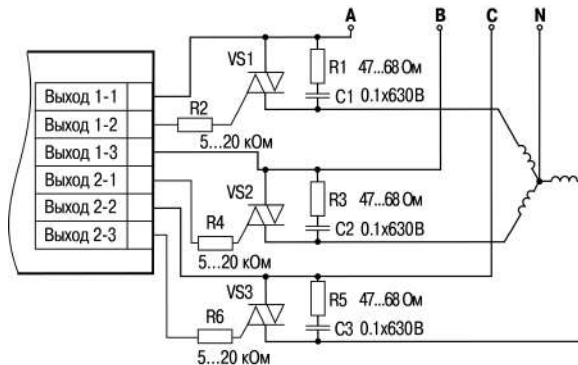 A B C N
VS1 R1 47...68 Ом
C1 0.1x630В
Выход 1-1
Выход 1-2 R2
5...20 кОм
Выход 1-3
VS2 R3 47...68 Ом
C2 0.1x630В
Выход 2-1
Выход 2-2 R4
5...20 кОм
Выход 2-3
VS3 R5 47...68 Ом
C3 0.1x630В
R6
5...20 кОм